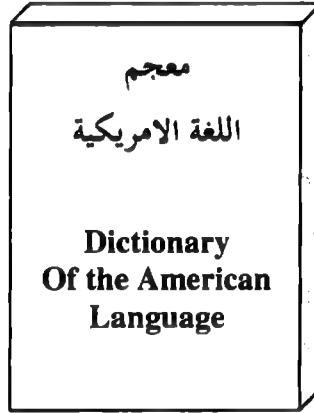 معجم
اللغة الامريكية
Dictionary
Of the American
Language